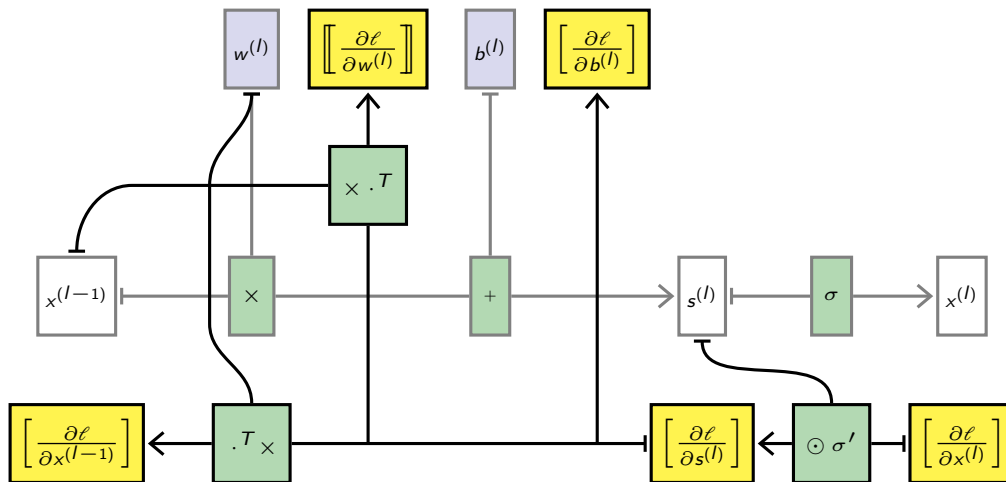 w^(l) [[ ∂ℓ/∂w^(l) ]] b^(l) [ ∂ℓ/∂b^(l) ]
× ·^T
x^(l−1) × + s^(l) σ x^(l)
[ ∂ℓ/∂x^(l−1) ] ·^T × [ ∂ℓ/∂s^(l) ] ⊙ σ′ [ ∂ℓ/∂x^(l) ]